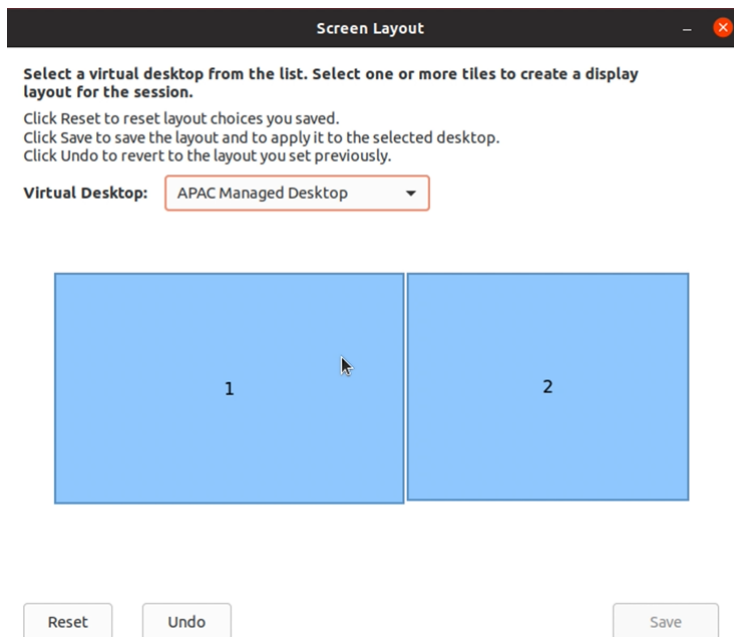 Screen Layout
Select a virtual desktop from the list. Select one or more tiles to create a display
layout for the session.
Click Reset to reset layout choices you saved.
Click Save to save the layout and to apply it to the selected desktop.
Click Undo to revert to the layout you set previously.
Virtual Desktop: APAC Managed Desktop
1 2
Reset Undo Save